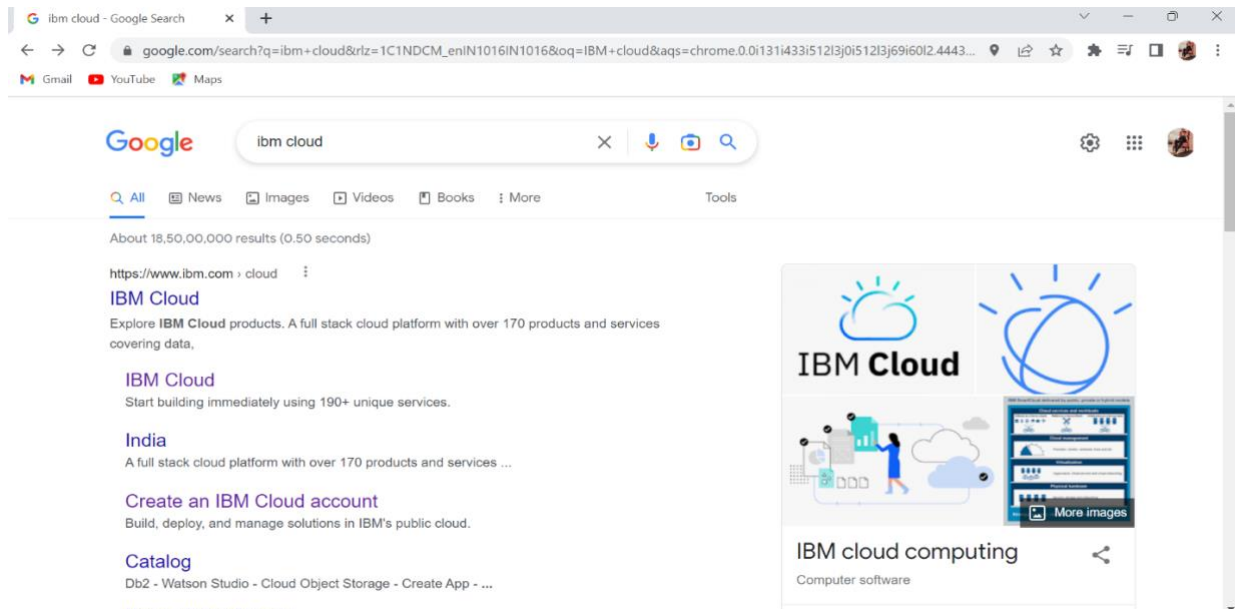 ibm cloud - Google Search
google.com/search?q=ibm+cloud&rlz=1C1NDCM_enIN1016IN1016&oq=IBM+cloud&aqs=chrome.0.0i131i433i512l3j0i512l3j69i60l2.4443...
Gmail YouTube Maps
Google
ibm cloud
All News Images Videos Books More Tools
About 18,50,00,000 results (0.50 seconds)
https://www.ibm.com › cloud
IBM Cloud
Explore IBM Cloud products. A full stack cloud platform with over 170 products and services
covering data,
IBM Cloud
Start building immediately using 190+ unique services.
India
A full stack cloud platform with over 170 products and services ...
Create an IBM Cloud account
Build, deploy, and manage solutions in IBM's public cloud.
Catalog
Db2 - Watson Studio - Cloud Object Storage - Create App - ...
IBM Cloud
More images
IBM cloud computing
Computer software